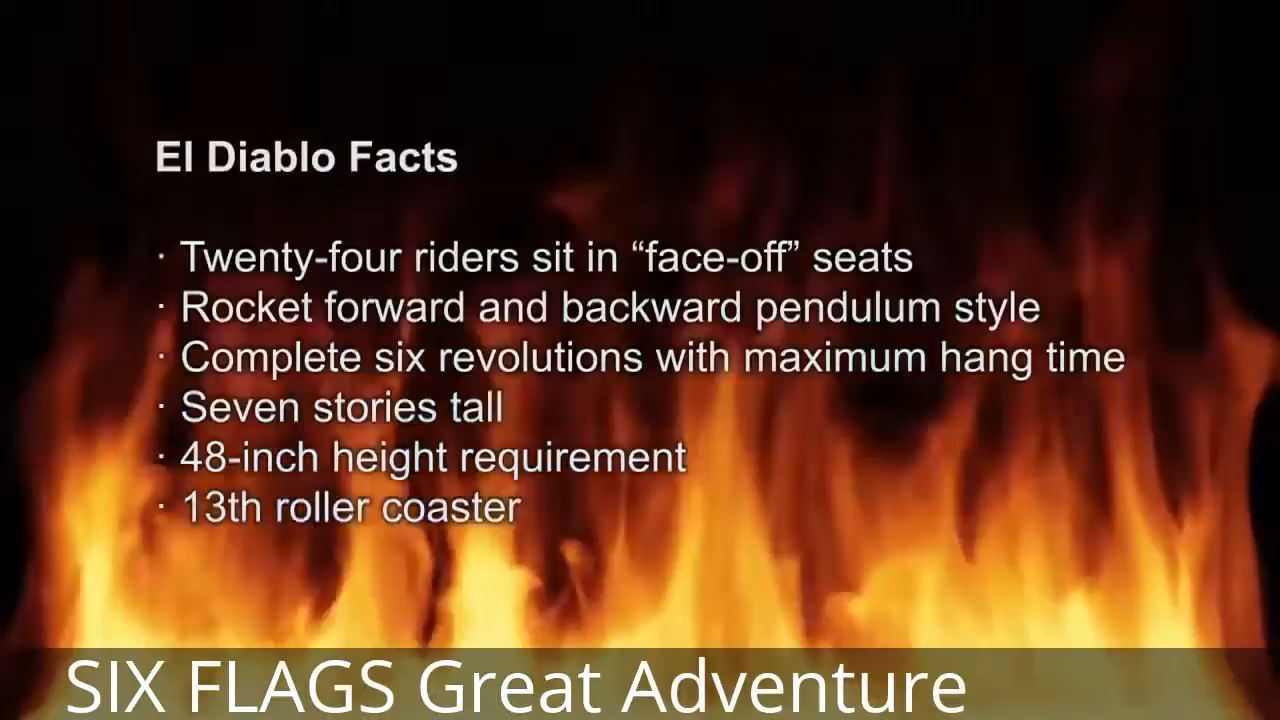 El Diablo Facts
· Twenty-four riders sit in “face-off” seats
· Rocket forward and backward pendulum style
· Complete six revolutions with maximum hang time
· Seven stories tall
· 48-inch height requirement
· 13th roller coaster
SIX FLAGS Great Adventure